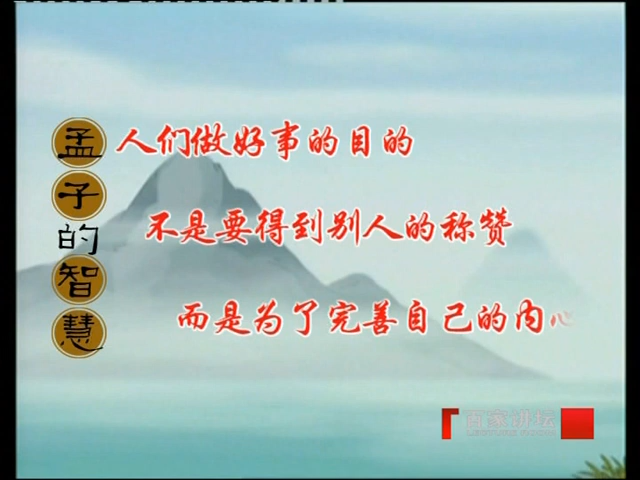 孟子的智慧
人们做好事的目的
不是要得到别人的称赞
而是为了完善自己的内心
百家讲坛